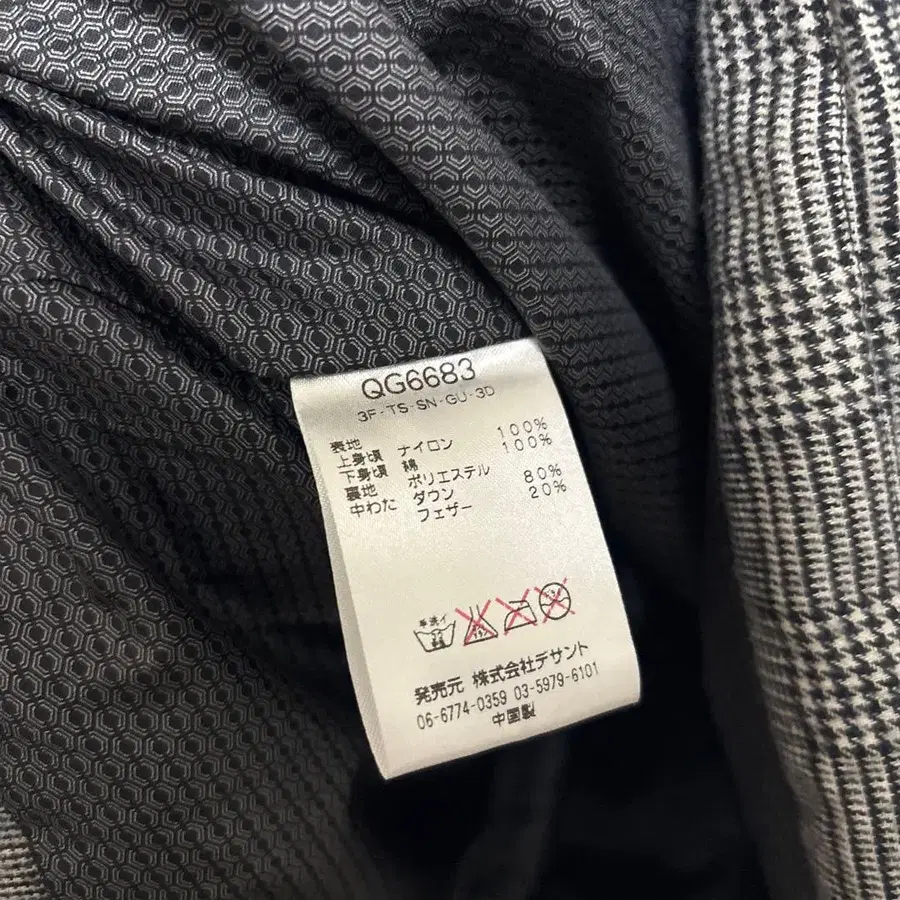 QG6683
3F-TS-SN-GU-3D
表地
上身頃 ナイロン 100%
下身頃 綿 100%
裏地 ポリエステル
中わた ダウン 80%
フェザー 20%
手洗イ
発売元 株式会社デサント
06-6774-0359 03-5979-6101
中国製